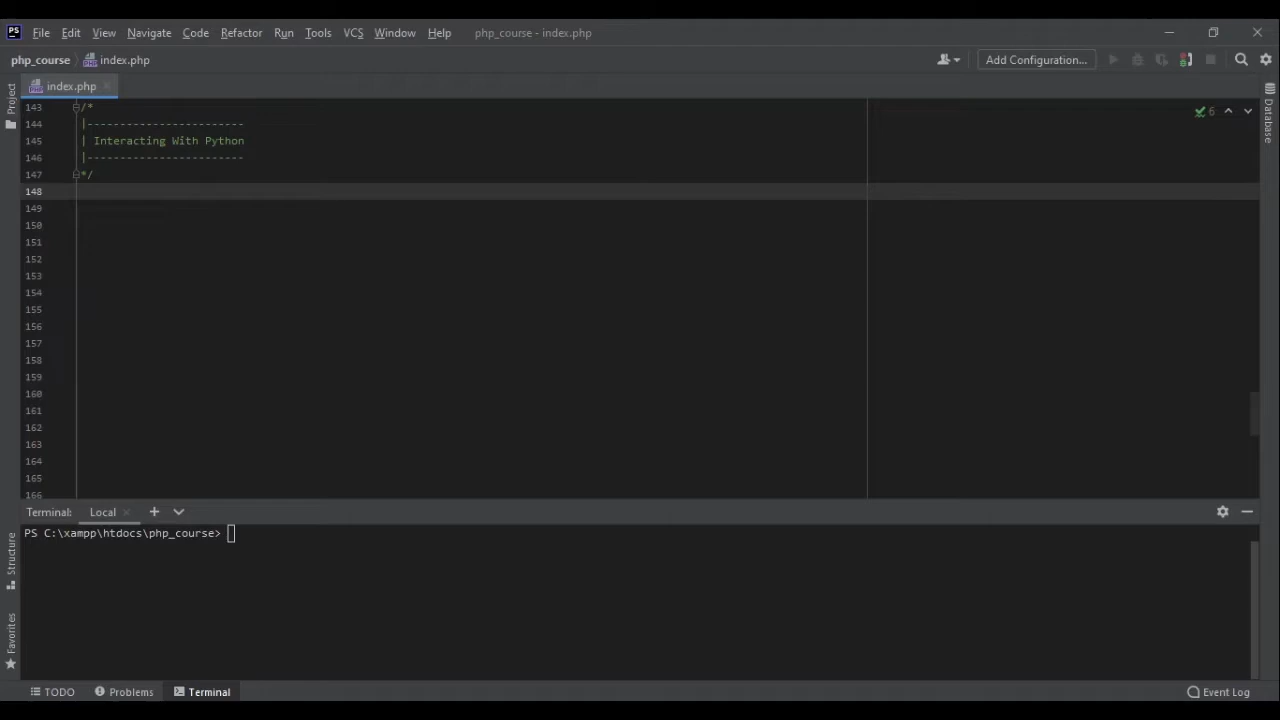 PS File Edit View Navigate Code Refactor Run Tools VCS Window Help php_course - index.php
php_course index.php Add Configuration...
index.php
Project
Database
143 /*
144 |------------------------
145 | Interacting With Python
146 |------------------------
147 */
148
149
150
151
152
153
154
155
156
157
158
159
160
161
162
163
164
165
166
6
Terminal: Local
PS C:\xampp\htdocs\php_course>
Structure
Favorites
TODO Problems Terminal Event Log